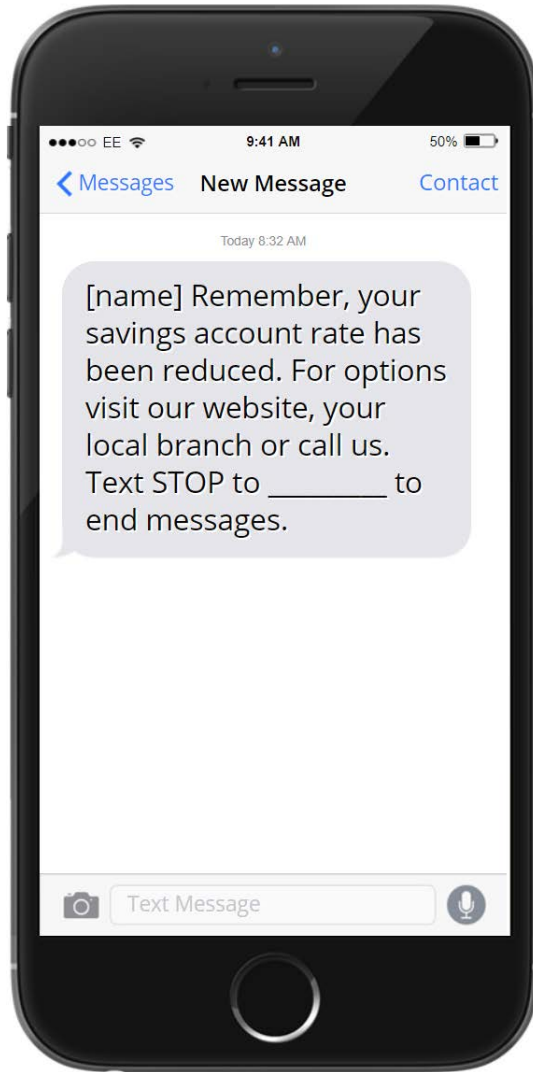 EE 9:41 AM 50%
Messages New Message Contact
Today 8:32 AM
[name] Remember, your
savings account rate has
been reduced. For options
visit our website, your
local branch or call us.
Text STOP to _________ to
end messages.
Text Message